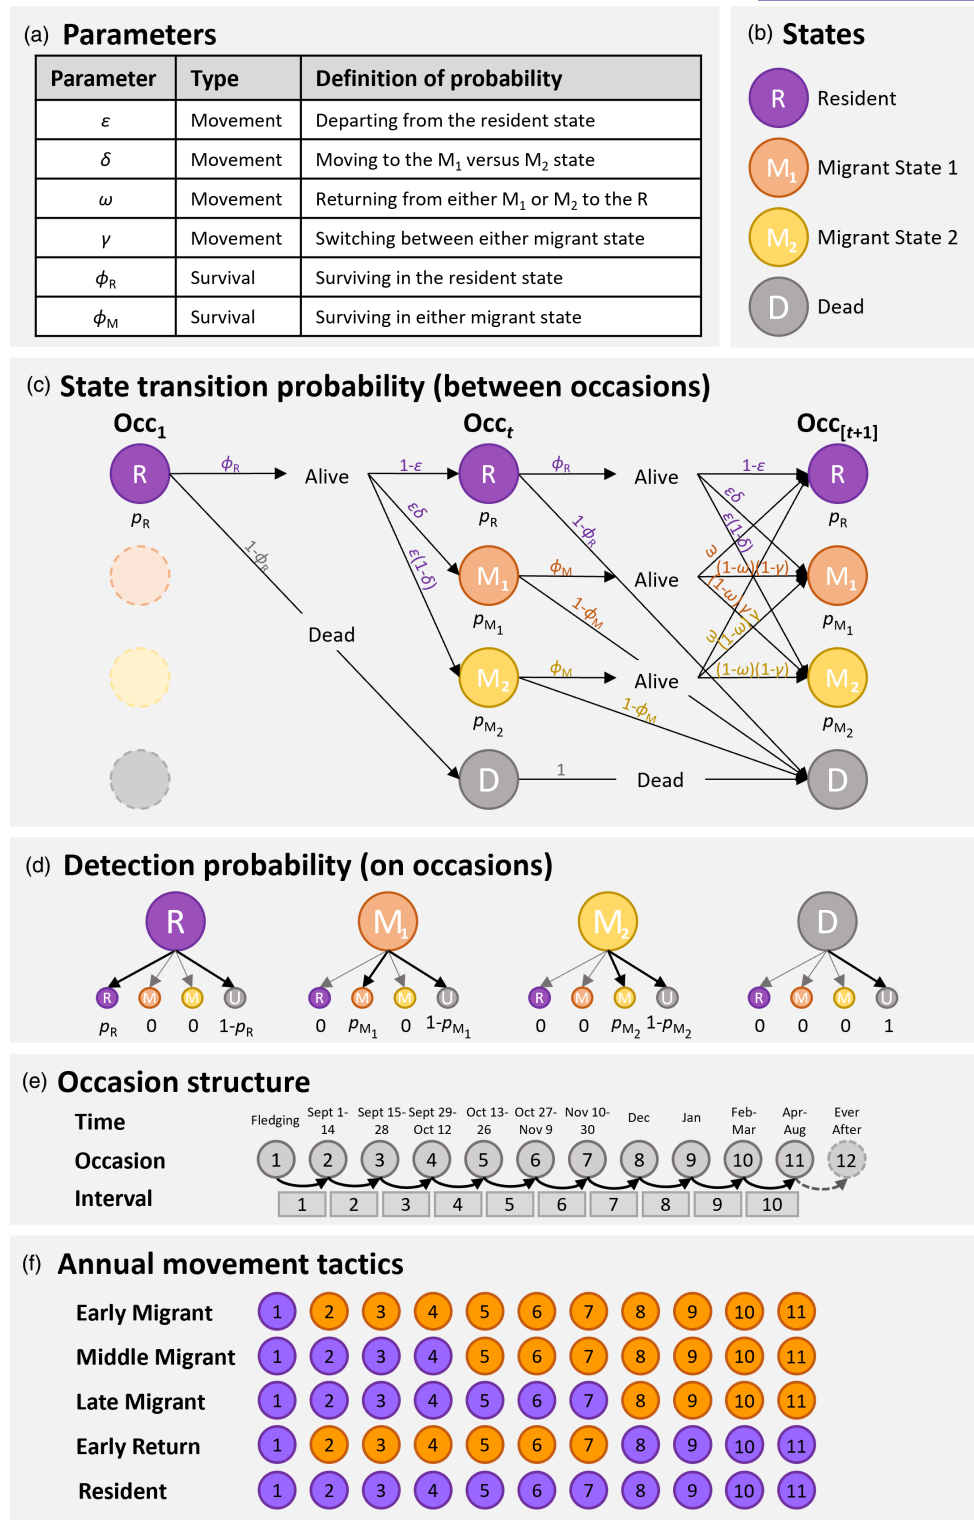 (a) Parameters
Parameter Type Definition of probability
ε Movement Departing from the resident state
δ Movement Moving to the M₁ versus M₂ state
ω Movement Returning from either M₁ or M₂ to the R
γ Movement Switching between either migrant state
ϕR Survival Surviving in the resident state
ϕM Survival Surviving in either migrant state
(b) States
R Resident
M₁ Migrant State 1
M₂ Migrant State 2
D Dead
(c) State transition probability (between occasions)
Occ₁ Occt Occ[t+1]
R ϕR Alive 1-ε R ϕR Alive 1-ε R
pR pR pR
εδ 1-ϕR εδ
1-ϕR ε(1-δ) ε(1-δ)
ω
M₁ ϕM Alive (1-ω)(1-γ) M₁
1-ϕM (1-ω)γ
pM₁ pM₁
Dead
ω (1-ω)γ
M₂ ϕM Alive (1-ω)(1-γ) M₂
1-ϕM
pM₂ pM₂
D 1 Dead D
(d) Detection probability (on occasions)
R M₁ M₂ D
R M M U R M M U R M M U R M M U
pR 0 0 1-pR 0 pM₁ 0 1-pM₁ 0 0 pM₂ 1-pM₂ 0 0 0 1
(e) Occasion structure
Time Fledging Sept 1-14 Sept 15-28 Sept 29-Oct 12 Oct 13-26 Oct 27-Nov 9 Nov 10-30 Dec Jan Feb-Mar Apr-Aug Ever After
Occasion 1 2 3 4 5 6 7 8 9 10 11 12
Interval 1 2 3 4 5 6 7 8 9 10
(f) Annual movement tactics
Early Migrant 1 2 3 4 5 6 7 8 9 10 11
Middle Migrant 1 2 3 4 5 6 7 8 9 10 11
Late Migrant 1 2 3 4 5 6 7 8 9 10 11
Early Return 1 2 3 4 5 6 7 8 9 10 11
Resident 1 2 3 4 5 6 7 8 9 10 11